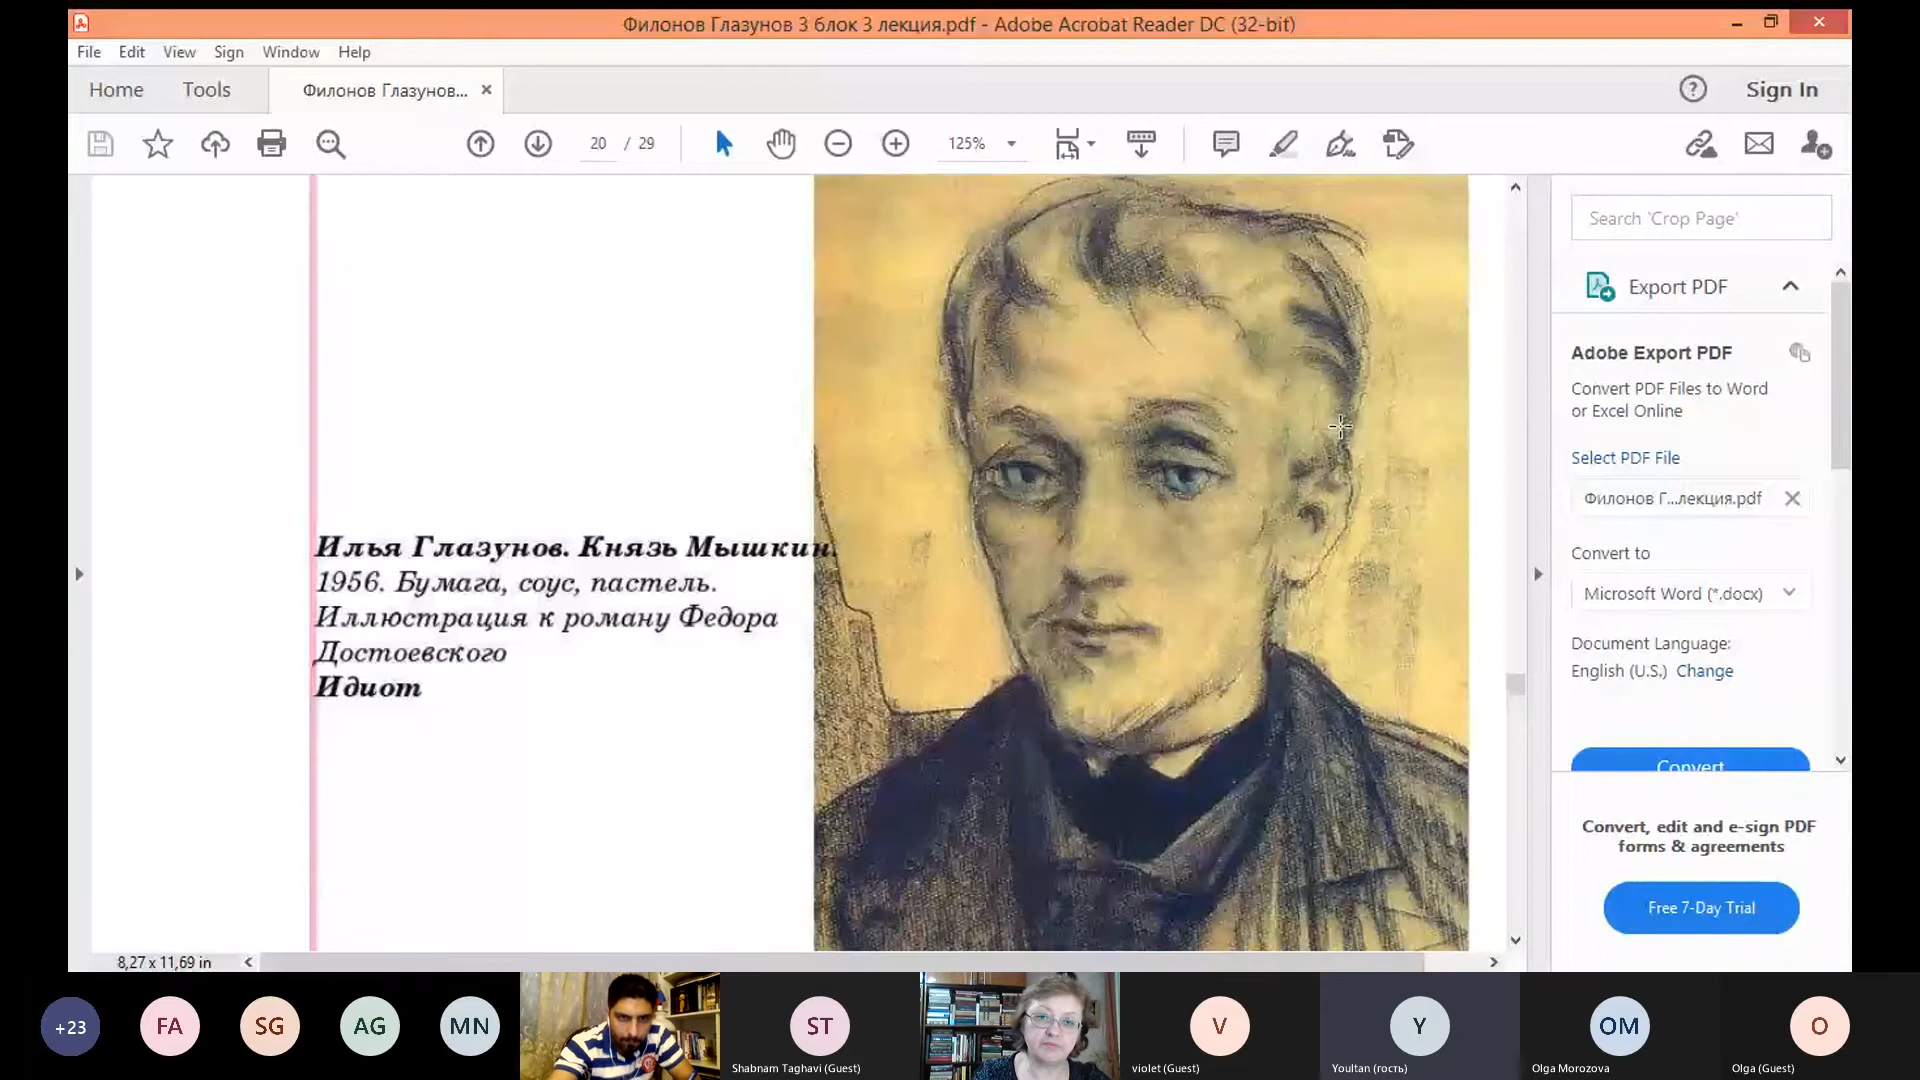 Филонов Глазунов 3 блок 3 лекция.pdf - Adobe Acrobat Reader DC (32-bit)
File Edit View Sign Window Help
Home Tools Филонов Глазунов...
Sign In
20 / 29
125%
Search 'Crop Page'
Export PDF
Adobe Export PDF
Convert PDF Files to Word
or Excel Online
Select PDF File
Филонов Г...лекция.pdf
Convert to
Microsoft Word (*.docx)
Document Language:
English (U.S.) Change
Convert
Convert, edit and e-sign PDF
forms & agreements
Free 7-Day Trial
Илья Глазунов. Князь Мышкин.
1956. Бумага, соус, пастель.
Иллюстрация к роману Федора
Достоевского
Идиот
8,27 x 11,69 in
+23
FA
SG
AG
MN
ST
Shabnam Taghavi (Guest)
V
violet (Guest)
Y
Youltan (гость)
OM
Olga Morozova
O
Olga (Guest)